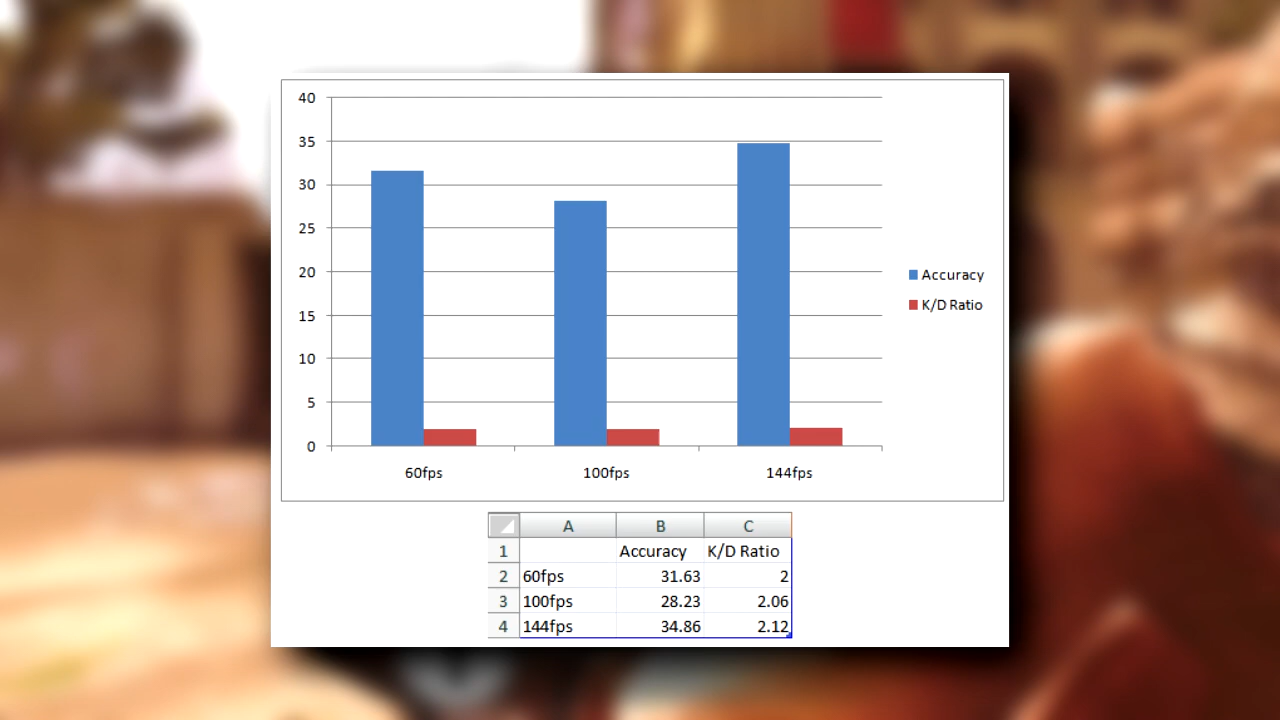 40
35
30
25
20
15
10
5
0
60fps 100fps 144fps
Accuracy
K/D Ratio
A B C
1 Accuracy K/D Ratio
2 60fps 31.63 2
3 100fps 28.23 2.06
4 144fps 34.86 2.12